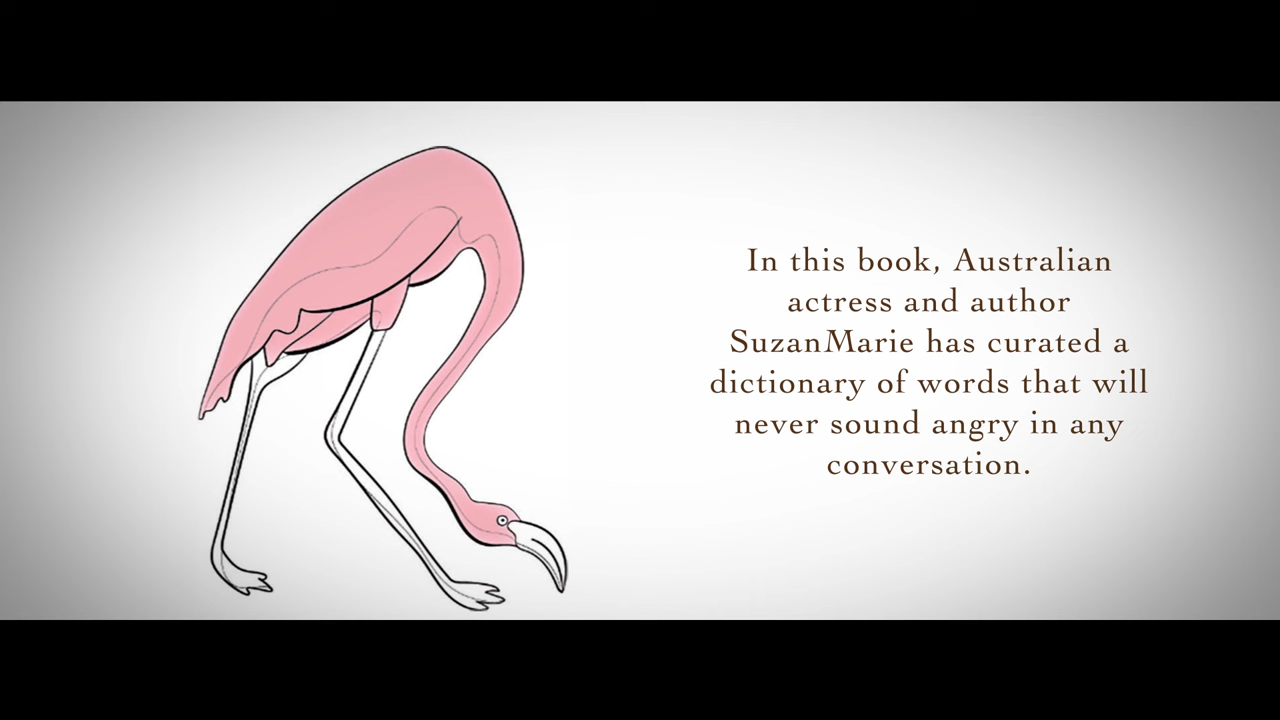 In this book, Australian
actress and author
SuzanMarie has curated a
dictionary of words that will
never sound angry in any
conversation.